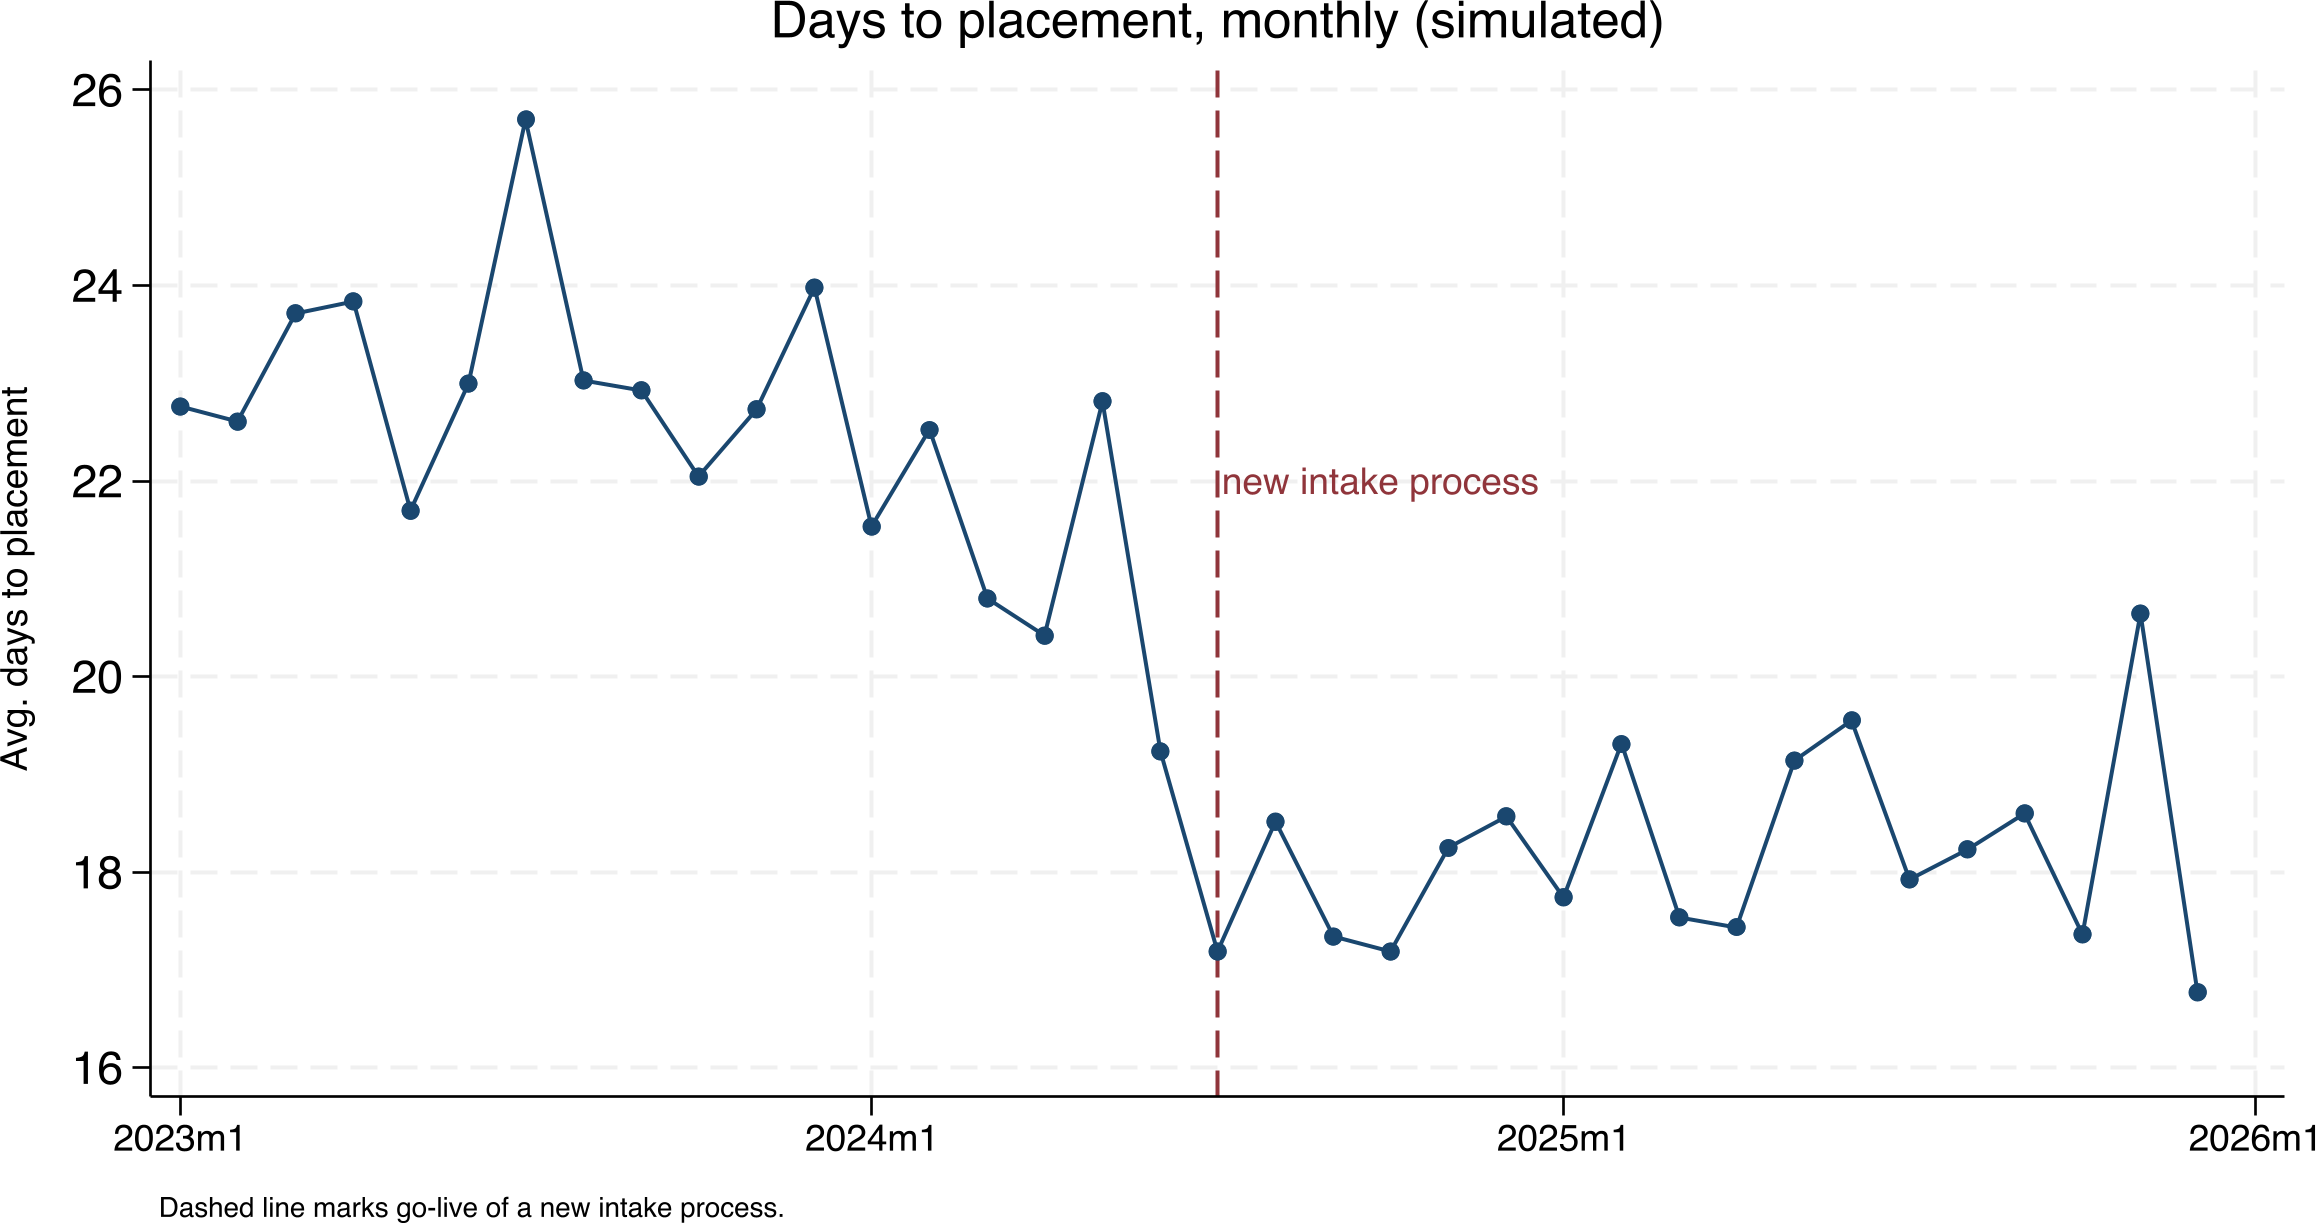 Days to placement, monthly (simulated)
Avg. days to placement
26
24
22
20
18
16
new intake process
2023m1
2024m1
2025m1
2026m1
Dashed line marks go-live of a new intake process.